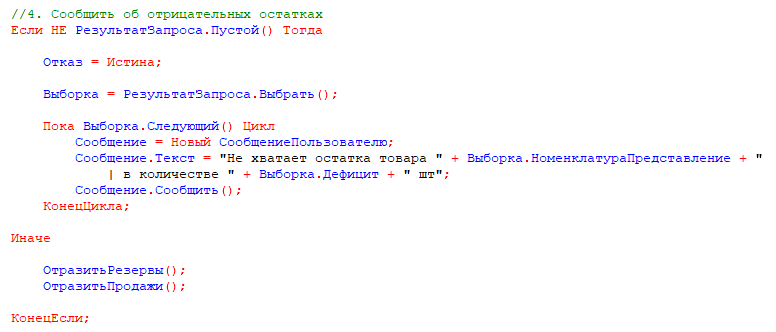 //4. Сообщить об отрицательных остатках
Если НЕ РезультатЗапроса.Пустой() Тогда
Отказ = Истина;
Выборка = РезультатЗапроса.Выбрать();
Пока Выборка.Следующий() Цикл
Сообщение = Новый СообщениеПользователю;
Сообщение.Текст = "Не хватает остатка товара " + Выборка.НоменклатураПредставление + "
| в количестве " + Выборка.Дефицит + " шт";
Сообщение.Сообщить();
КонецЦикла;
Иначе
ОтразитьРезервы();
ОтразитьПродажи();
КонецЕсли;